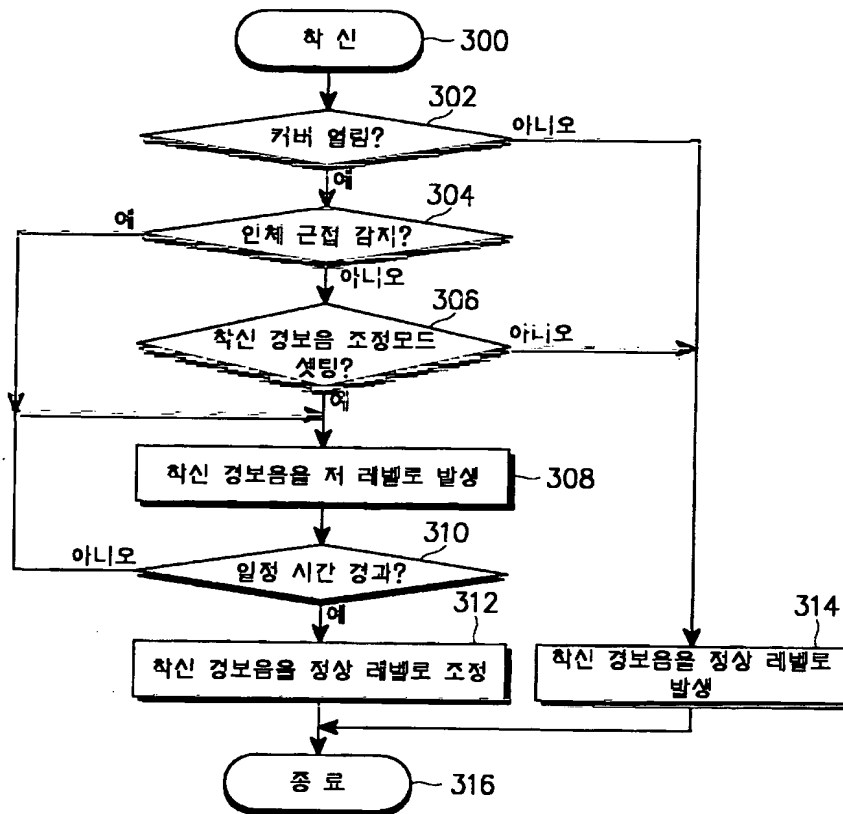 착 신
300
302
커버 열림?
아니오
예
304
예
인체 근접 감지?
아니오
306
착신 경보음 조정모드
셋팅?
아니오
예
착신 경보음을 저 레벨로 발생
308
310
아니오
일정 시간 경과?
예
312
314
착신 경보음을 정상 레벨로 조정
착신 경보음을 정상 레벨로
발생
종 료
316